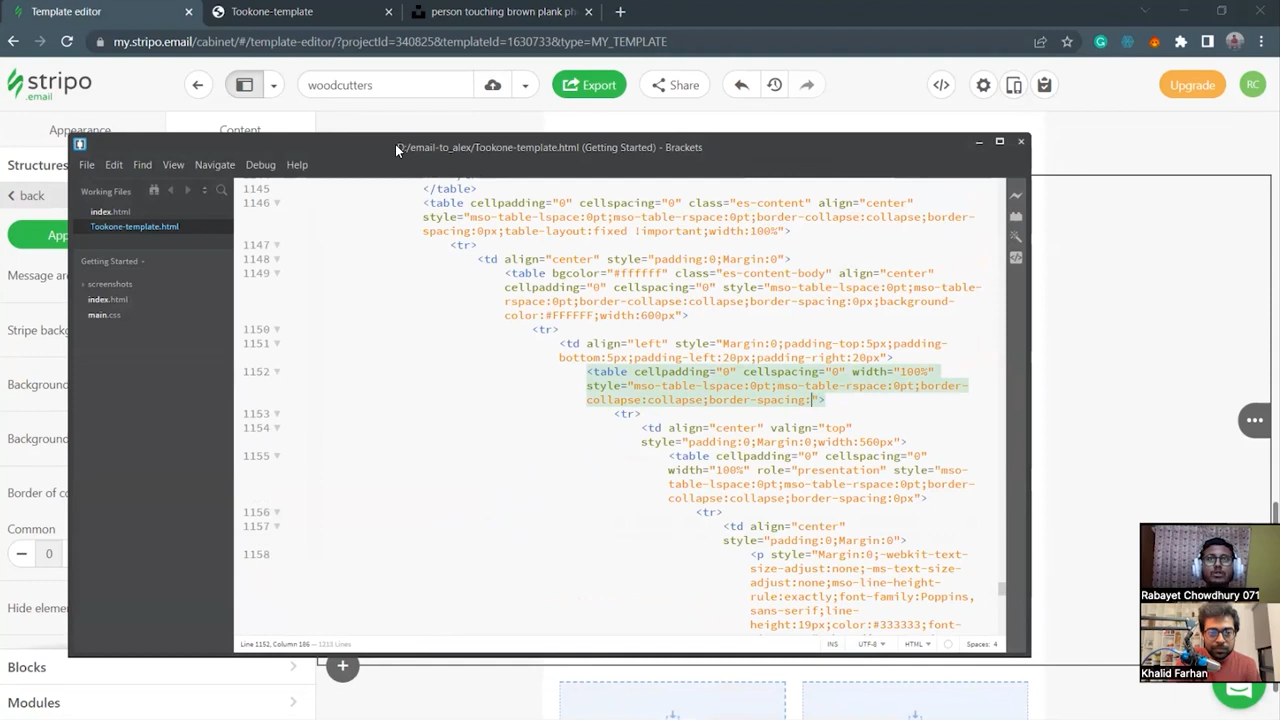 Template editor
Tookone-template
person touching brown plank ph
my.stripo.email/cabinet/#/template-editor/?projectId=340825&templateId=1630733&type=MY_TEMPLATE
stripo
.email
woodcutters
Export
Share
Upgrade
RC
Appearance
Content
Structures
back
App
Message are
Stripe backg
Background
Background
Border of co
Common
0
Hide elemen
Blocks
Modules
D:/email-to_alex/Tookone-template.html (Getting Started) - Brackets
File Edit Find View Navigate Debug Help
Working Files
index.html
Tookone-template.html
Getting Started
screenshots
index.html
main.css
1145 </table>
1146 <table cellpadding="0" cellspacing="0" class="es-content" align="center"
style="mso-table-lspace:0pt;mso-table-rspace:0pt;border-collapse:collapse;border-
spacing:0px;table-layout:fixed !important;width:100%">
1147 <tr>
1148 <td align="center" style="padding:0;Margin:0">
1149 <table bgcolor="#ffffff" class="es-content-body" align="center"
cellpadding="0" cellspacing="0" style="mso-table-lspace:0pt;mso-table-
rspace:0pt;border-collapse:collapse;border-spacing:0px;background-
color:#FFFFFF;width:600px">
1150 <tr>
1151 <td align="left" style="Margin:0;padding-top:5px;padding-
bottom:5px;padding-left:20px;padding-right:20px">
1152 <table cellpadding="0" cellspacing="0" width="100%"
style="mso-table-lspace:0pt;mso-table-rspace:0pt;border-
collapse:collapse;border-spacing:">
1153 <tr>
1154 <td align="center" valign="top"
style="padding:0;Margin:0;width:560px">
1155 <table cellpadding="0" cellspacing="0"
width="100%" role="presentation" style="mso-
table-lspace:0pt;mso-table-rspace:0pt;border-
collapse:collapse;border-spacing:0px">
1156 <tr>
1157 <td align="center"
style="padding:0;Margin:0">
1158 <p style="Margin:0;-webkit-text-
size-adjust:none;-ms-text-size-
adjust:none;mso-line-height-
rule:exactly;font-family:Poppins,
sans-serif;line-
height:19px;color:#333333;font-
Line 1152, Column 186 — 1213 Lines
INS UTF-8 HTML Spaces: 4
Rabayet Chowdhury 071
Khalid Farhan